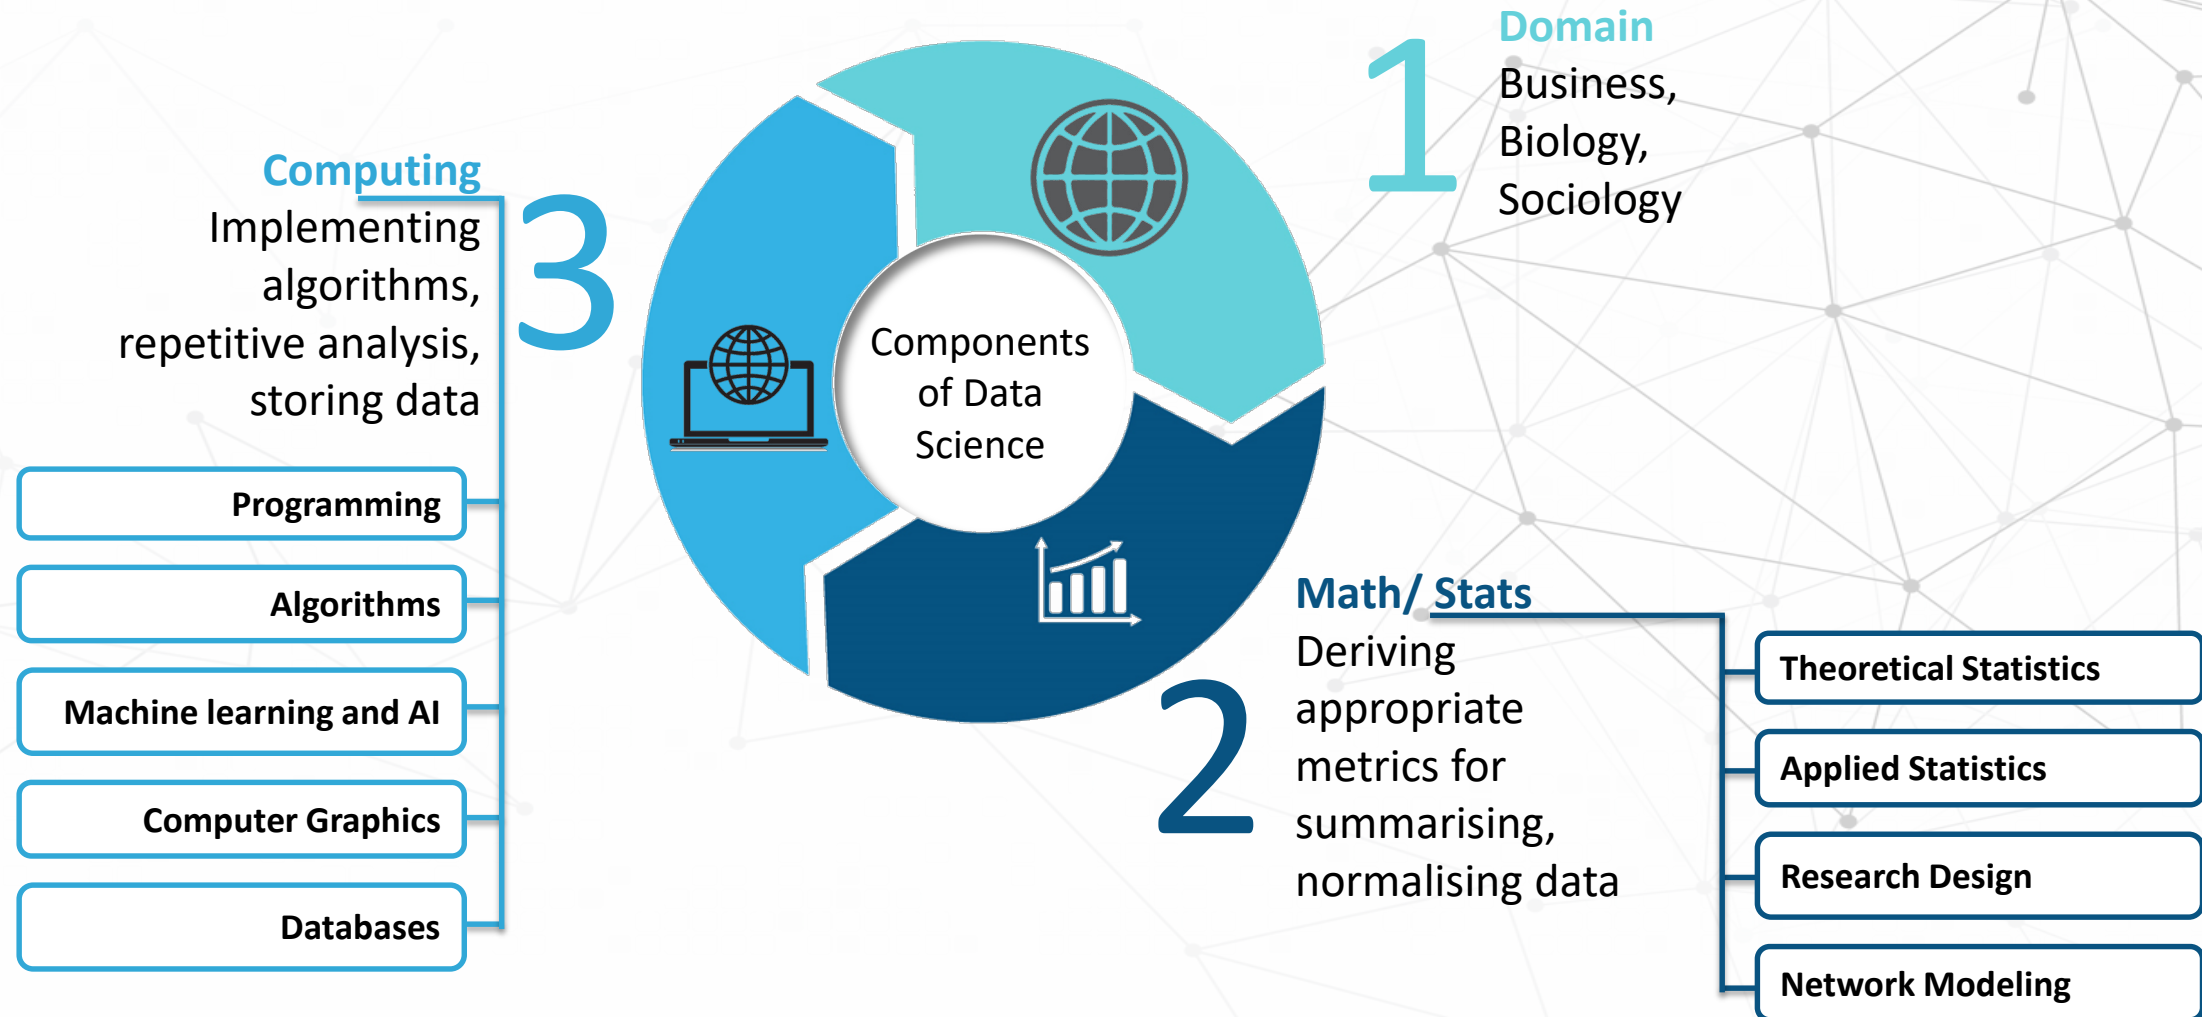 Components
of Data
Science
1
Domain
Business,
Biology,
Sociology
2
Math/ Stats
Deriving
appropriate
metrics for
summarising,
normalising data
Theoretical Statistics
Applied Statistics
Research Design
Network Modeling
3
Computing
Implementing
algorithms,
repetitive analysis,
storing data
Programming
Algorithms
Machine learning and AI
Computer Graphics
Databases